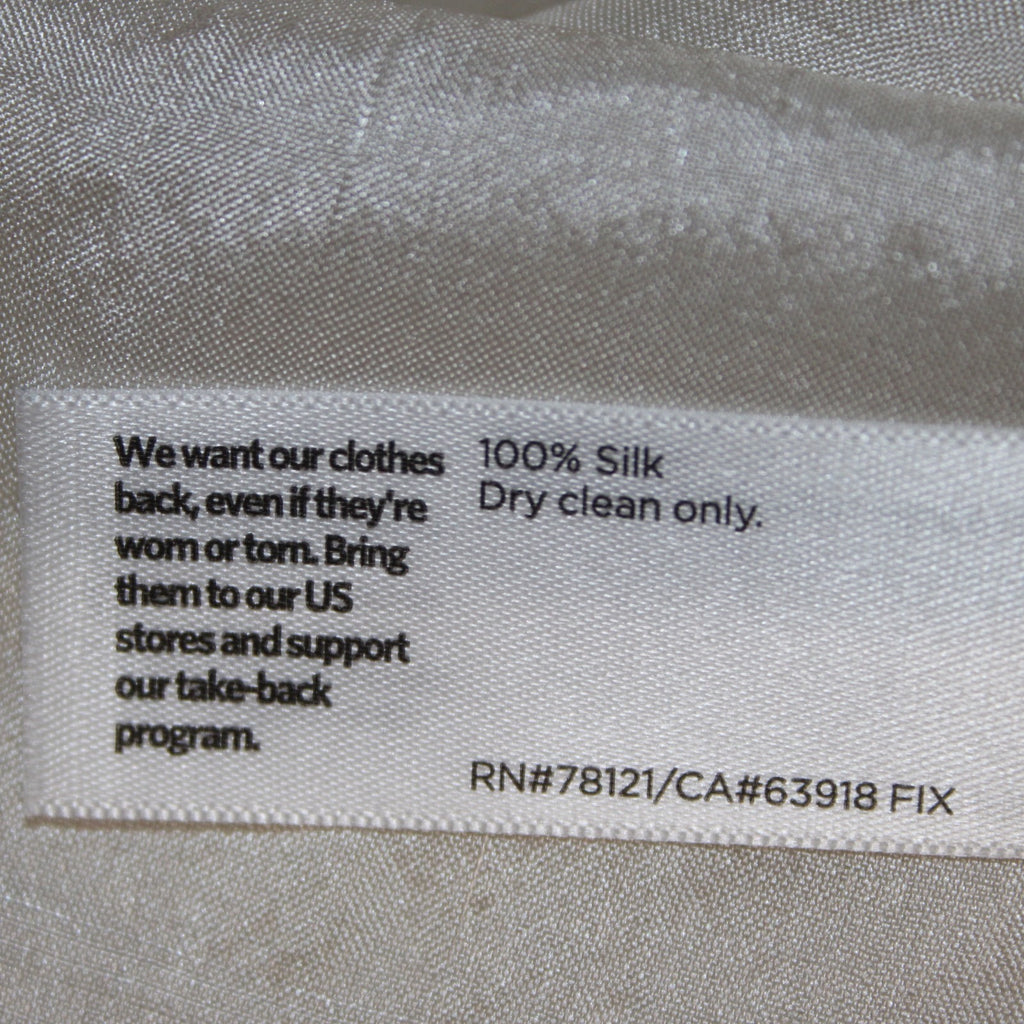 We want our clothes
back, even if they're
worn or torn. Bring
them to our US
stores and support
our take-back
program.
100% Silk
Dry clean only.
RN#78121/CA#63918 FIX